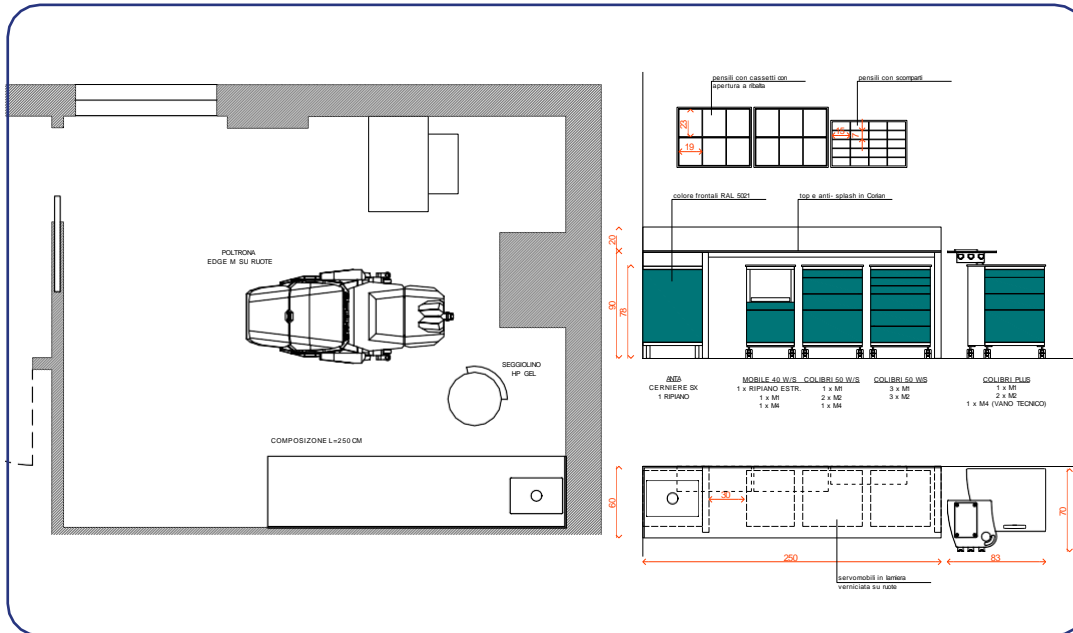 pensili con cassetti con
apertura a ribalta
pensili con scomparti
23
19
15
7
colore frontali RAL 5021
top e anti- splash in Corian
20
90
78
POLTRONA
EDGE M SU RUOTE
SEGGIOLINO
HP GEL
COMPOSIZONE L=250 CM
ANTA
CERNIERE SX
1 RIPIANO
MOBILE 40 W/S
1 x RIPIANO ESTR.
1 x M1
1 x M4
COLIBRI 50 W/S
1 x M1
2 x M2
1 x M4
COLIBRI 50 W/S
3 x M1
3 x M2
COLIBRI PLUS
1 x M1
2 x M2
1 x M4 (VANO TECNICO)
60
30
70
250
83
servomobili in lamiera
verniciata su ruote